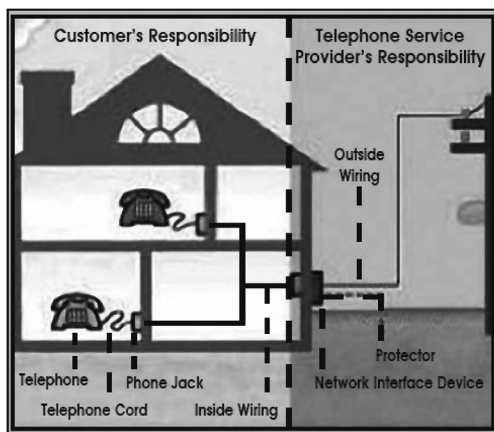 Customer's Responsibility
Telephone Service
Provider's Responsibility
Outside
Wiring
Protector
Telephone
Phone Jack
Network Interface Device
Telephone Cord
Inside Wiring